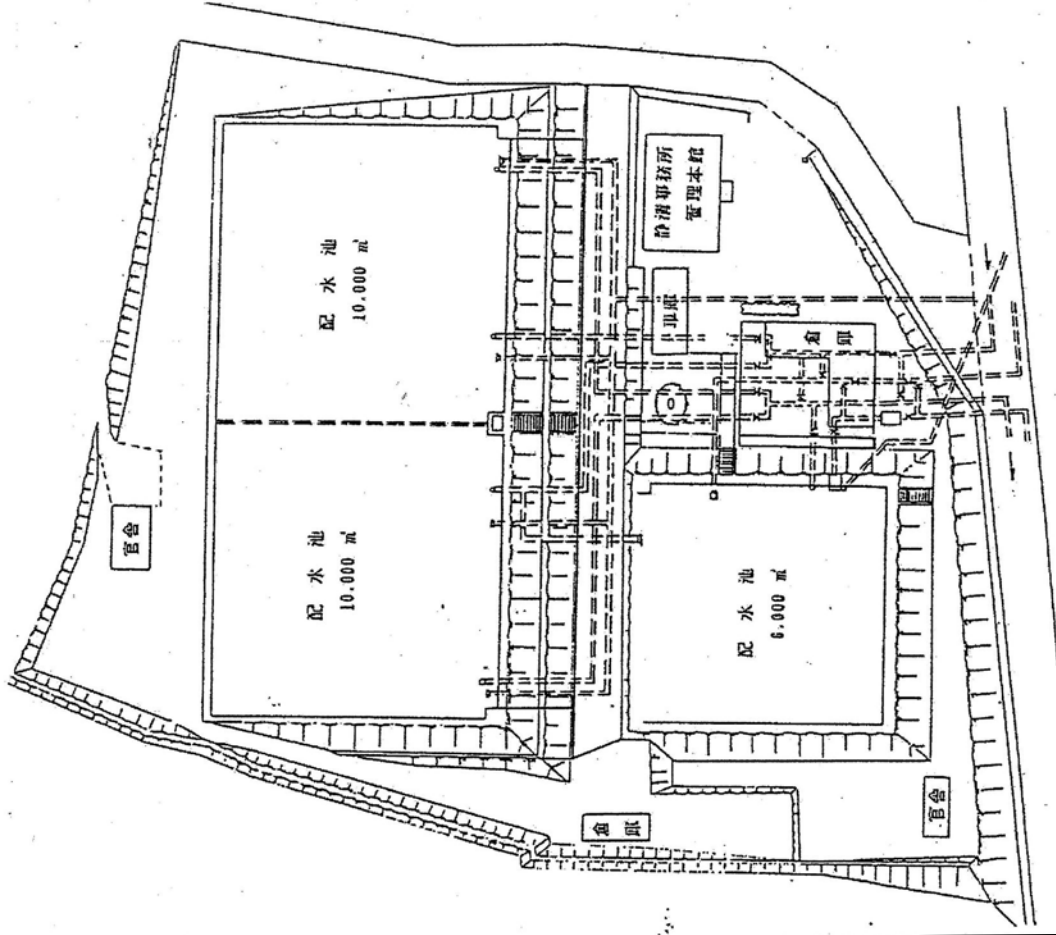 配水池
10.000 ㎥
配水池
10.000 ㎥
静清事務所
管理本館
車庫
倉庫
官舎
配水池
6.000 ㎥
倉庫
官舎